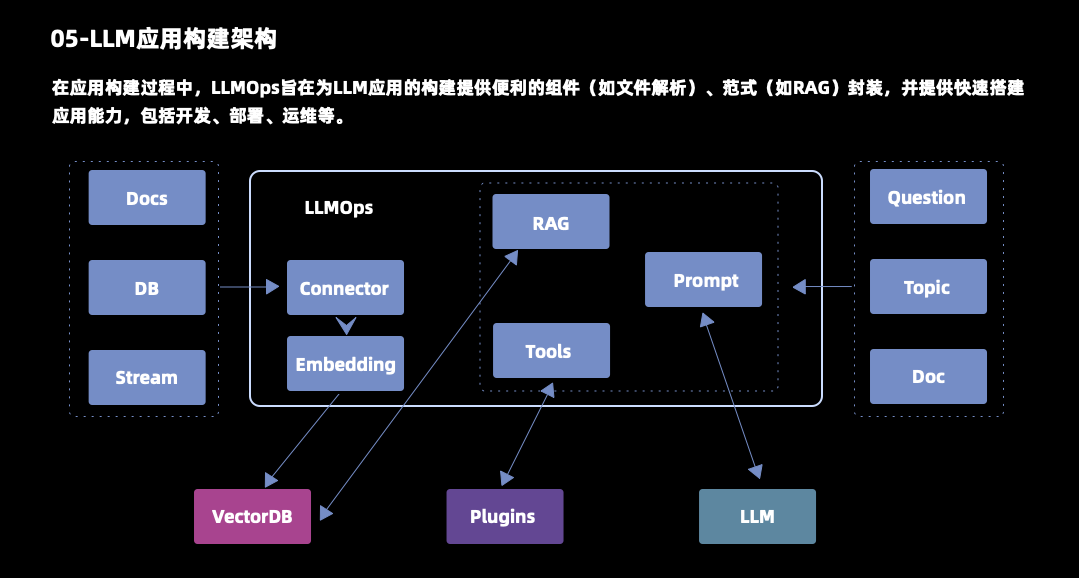 05-LLM应用构建架构
在应用构建过程中，LLMOps旨在为LLM应用的构建提供便利的组件（如文件解析）、范式（如RAG）封装，并提供快速搭建
应用能力，包括开发、部署、运维等。
Docs
DB
Stream
LLMOps
Connector
Embedding
RAG
Tools
Prompt
Question
Topic
Doc
VectorDB
Plugins
LLM